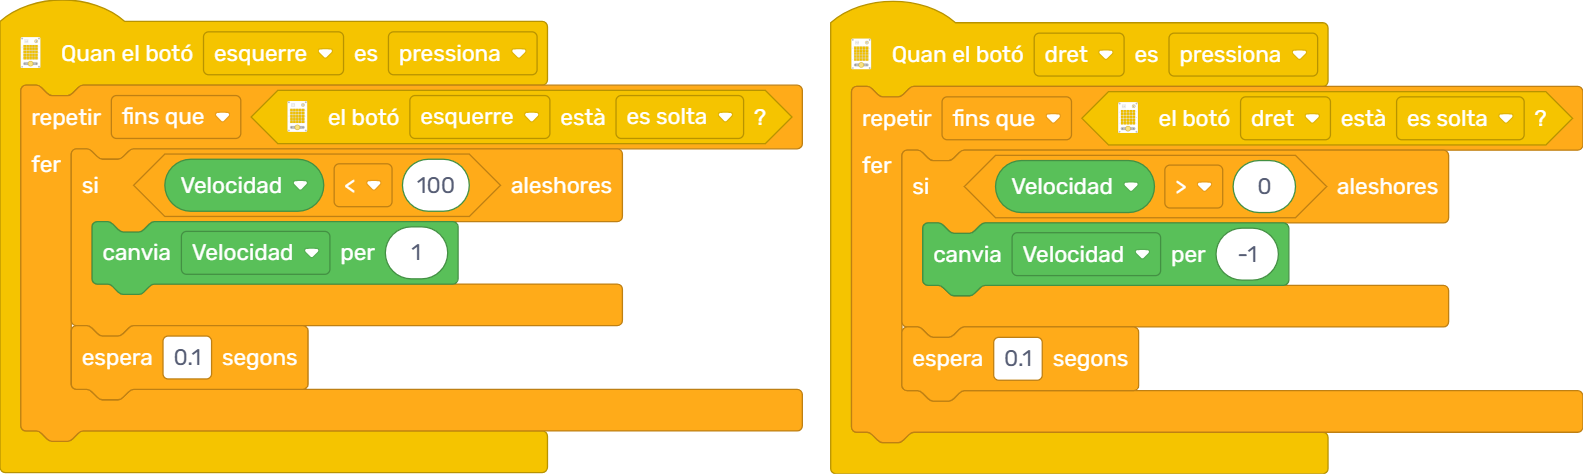 Quan el botó esquerre es pressiona
repetir fins que el botó esquerre està es solta ?
fer
si Velocidad < 100 aleshores
canvia Velocidad per 1
espera 0.1 segons
Quan el botó dret es pressiona
repetir fins que el botó dret està es solta ?
fer
si Velocidad > 0 aleshores
canvia Velocidad per -1
espera 0.1 segons